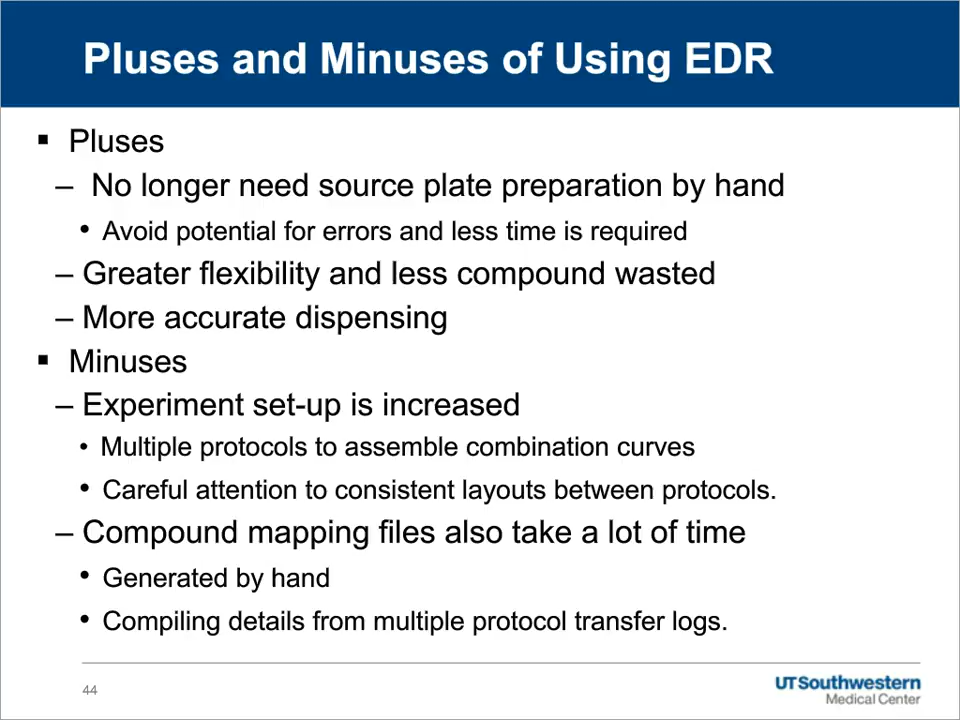 Pluses and Minuses of Using EDR
▪ Pluses
– No longer need source plate preparation by hand
• Avoid potential for errors and less time is required
– Greater flexibility and less compound wasted
– More accurate dispensing
▪ Minuses
– Experiment set-up is increased
• Multiple protocols to assemble combination curves
• Careful attention to consistent layouts between protocols.
– Compound mapping files also take a lot of time
• Generated by hand
• Compiling details from multiple protocol transfer logs.
44
UTSouthwestern
Medical Center